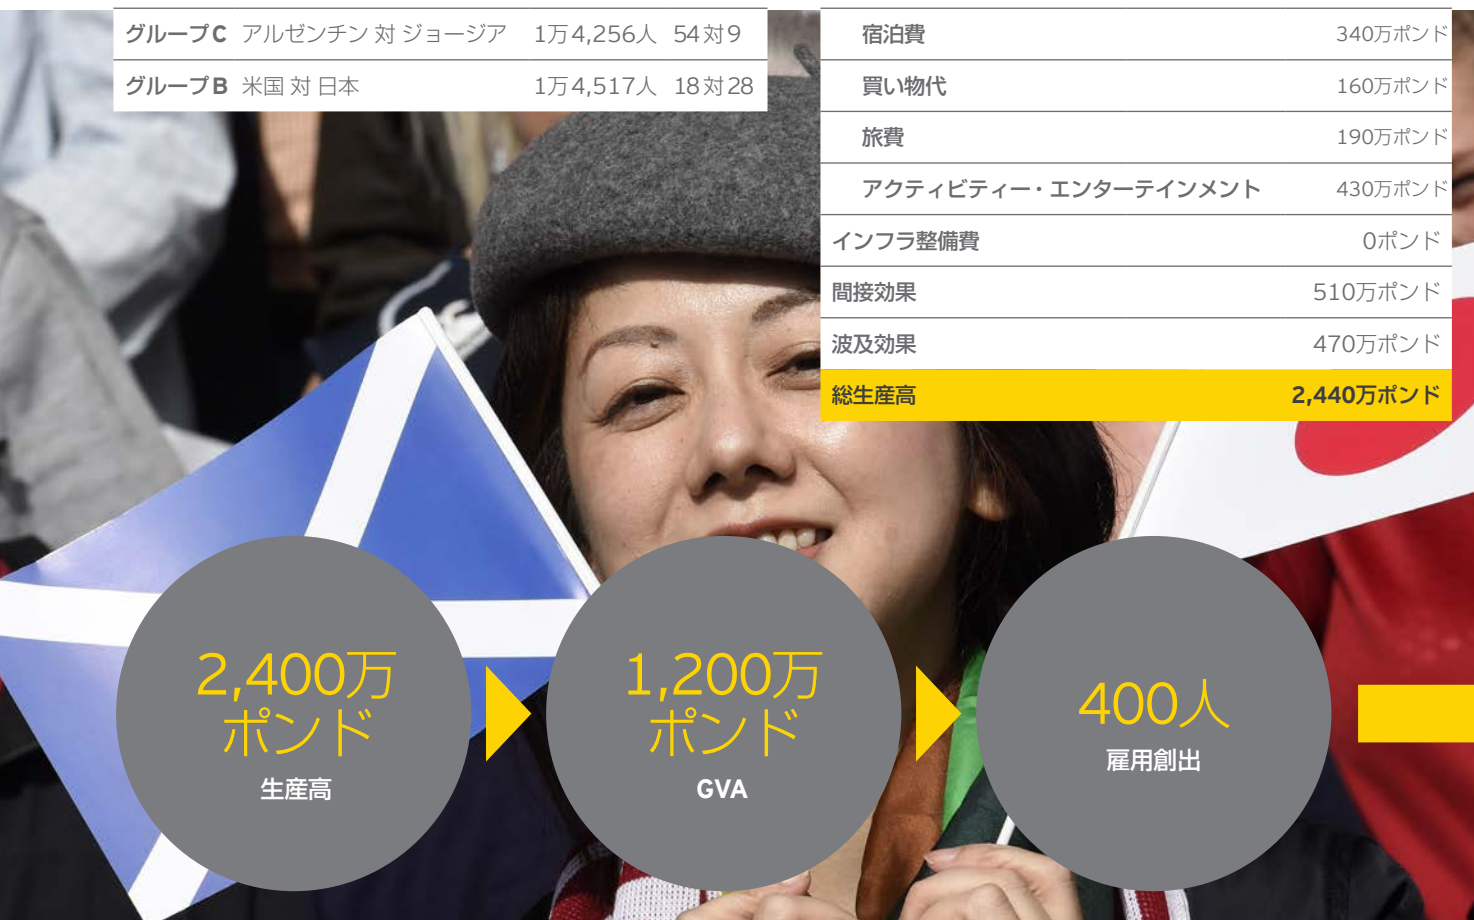 グループC アルゼンチン 対 ジョージア 1万4,256人 54対9
グループB 米国 対 日本 1万4,517人 18対28
宿泊費 340万ポンド
買い物代 160万ポンド
旅費 190万ポンド
アクティビティー・エンターテインメント 430万ポンド
インフラ整備費 0ポンド
間接効果 510万ポンド
波及効果 470万ポンド
総生産高 2,440万ポンド
2,400万
ポンド
生産高
1,200万
ポンド
GVA
400人
雇用創出